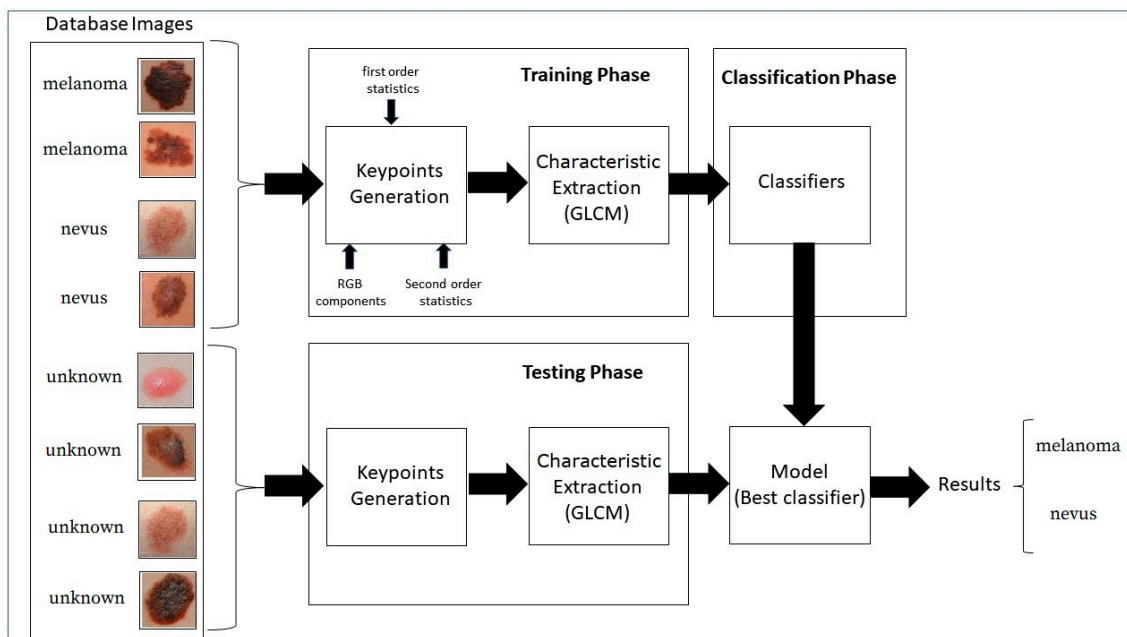 Database Images
melanoma
melanoma
nevus
nevus
unknown
unknown
unknown
unknown
Training Phase
first order
statistics
Keypoints
Generation
RGB
components
Second order
statistics
Characteristic
Extraction
(GLCM)
Classification Phase
Classifiers
Testing Phase
Keypoints
Generation
Characteristic
Extraction
(GLCM)
Model
(Best classifier)
Results
melanoma
nevus